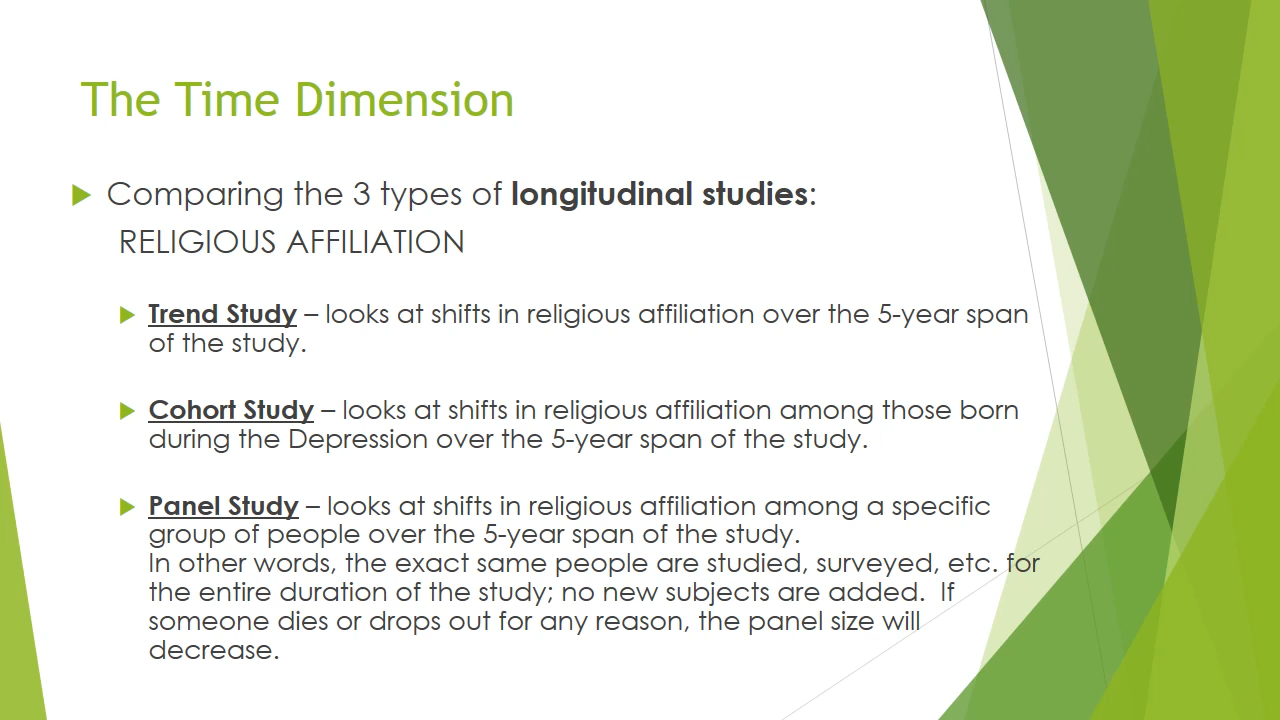 The Time Dimension
Comparing the 3 types of longitudinal studies:
RELIGIOUS AFFILIATION
Trend Study – looks at shifts in religious affiliation over the 5-year span
of the study.
Cohort Study – looks at shifts in religious affiliation among those born
during the Depression over the 5-year span of the study.
Panel Study – looks at shifts in religious affiliation among a specific
group of people over the 5-year span of the study.
In other words, the exact same people are studied, surveyed, etc. for
the entire duration of the study; no new subjects are added.  If
someone dies or drops out for any reason, the panel size will
decrease.